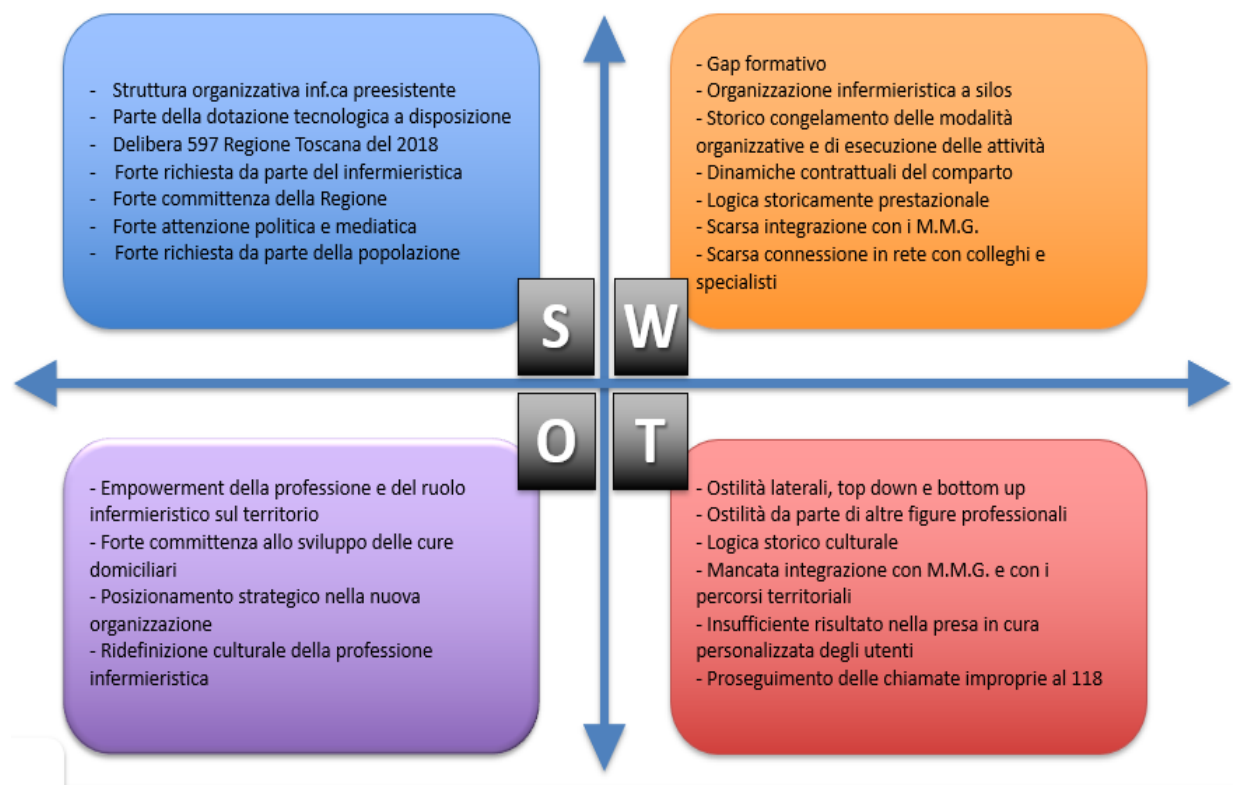 - Struttura organizzativa inf.ca preesistente
- Parte della dotazione tecnologica a disposizione
- Delibera 597 Regione Toscana del 2018
- Forte richiesta da parte del infermieristica
- Forte committenza della Regione
- Forte attenzione politica e mediatica
- Forte richiesta da parte della popolazione
- Gap formativo
- Organizzazione infermieristica a silos
- Storico congelamento delle modalità
organizzative e di esecuzione delle attività
- Dinamiche contrattuali del comparto
- Logica storicamente prestazionale
- Scarsa integrazione con i M.M.G.
- Scarsa connessione in rete con colleghi e
specialisti
S W
O T
- Empowerment della professione e del ruolo
infermieristico sul territorio
- Forte committenza allo sviluppo delle cure
domiciliari
- Posizionamento strategico nella nuova
organizzazione
- Ridefinizione culturale della professione
infermieristica
- Ostilità laterali, top down e bottom up
- Ostilità da parte di altre figure professionali
- Logica storico culturale
- Mancata integrazione con M.M.G. e con i
percorsi territoriali
- Insufficiente risultato nella presa in cura
personalizzata degli utenti
- Proseguimento delle chiamate improprie al 118